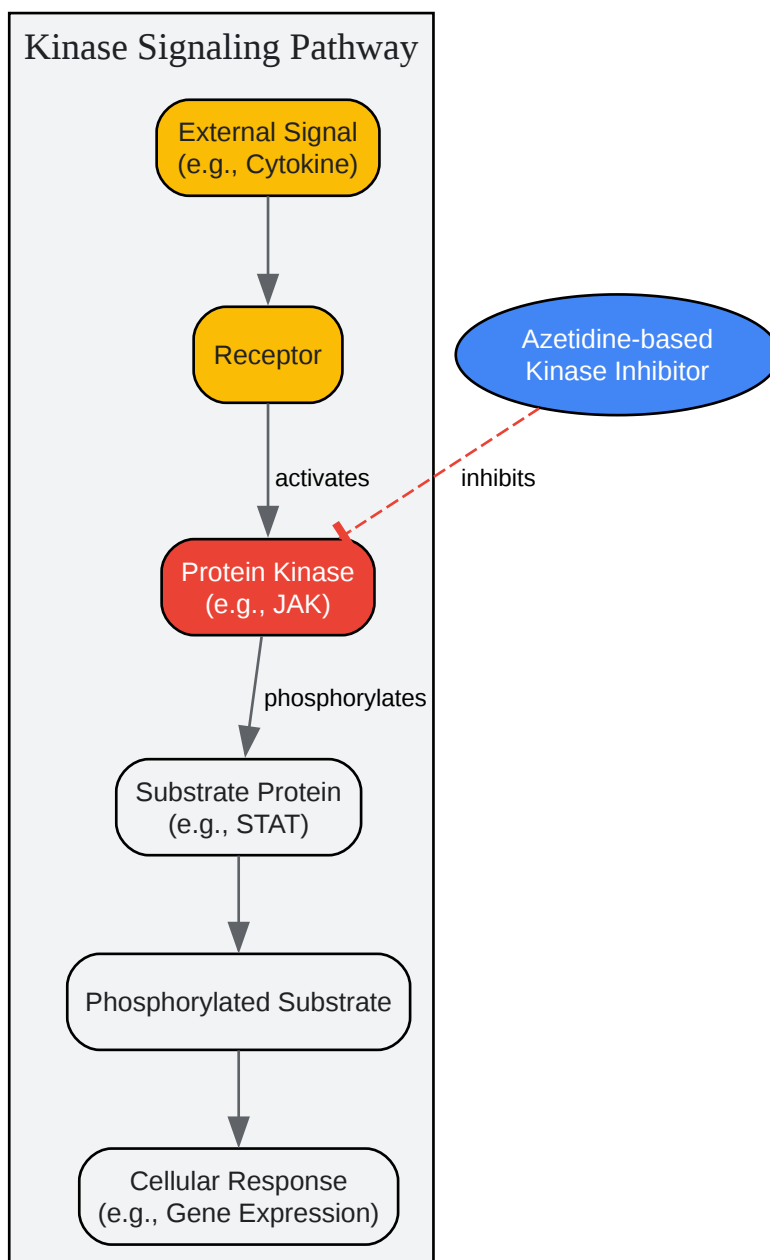 Kinase Signaling Pathway
External Signal
(e.g., Cytokine)
Receptor
Azetidine-based
Kinase Inhibitor
activates
inhibits
Protein Kinase
(e.g., JAK)
phosphorylates
Substrate Protein
(e.g., STAT)
Phosphorylated Substrate
Cellular Response
(e.g., Gene Expression)